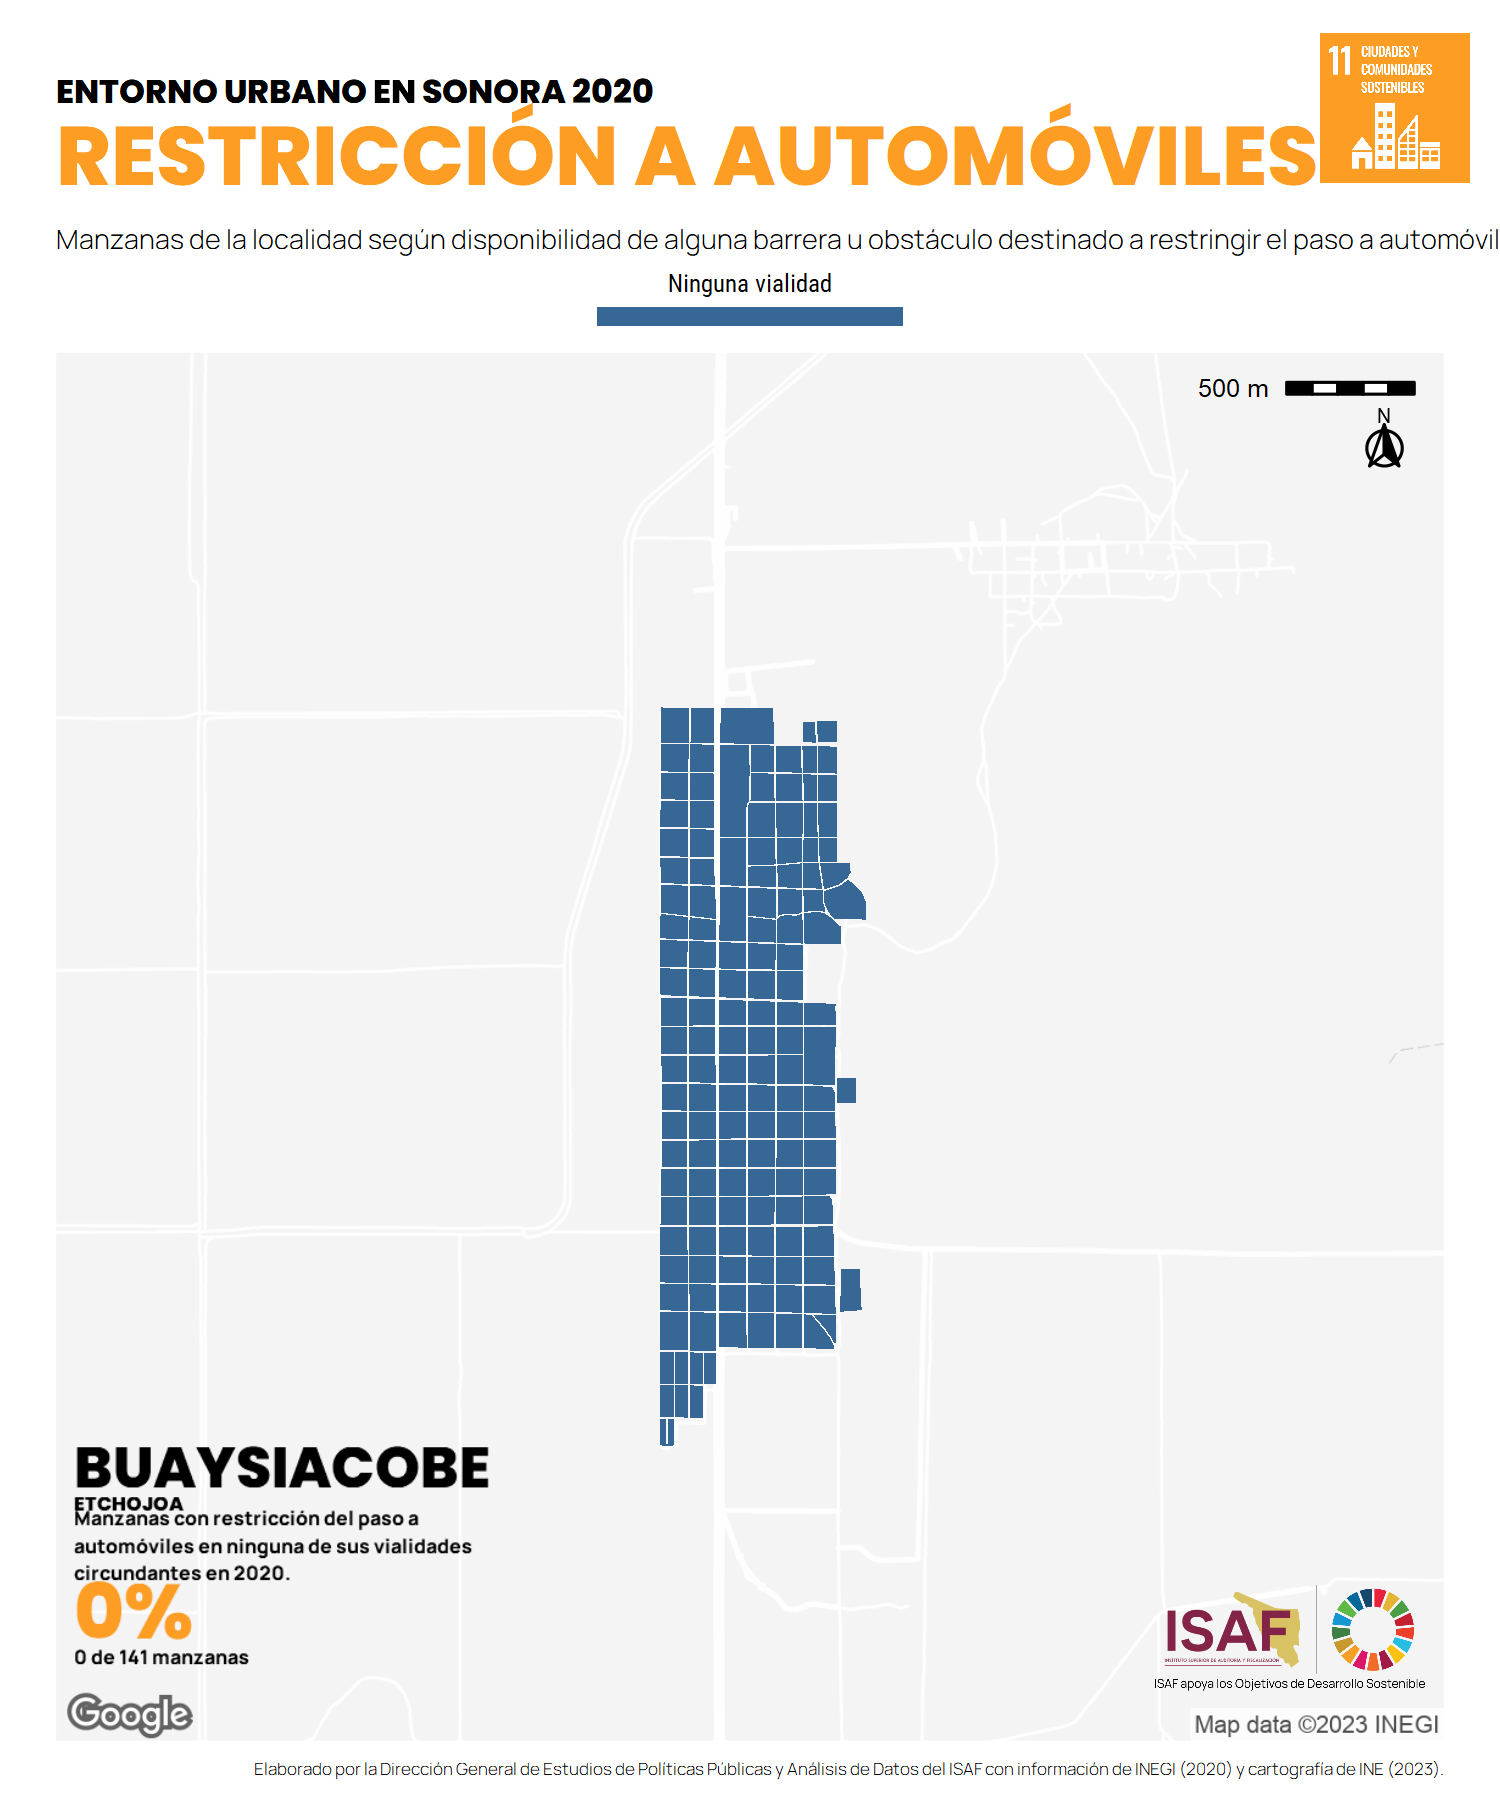 11 CIUDADES Y
COMUNIDADES
SOSTENIBLES
ENTORNO URBANO EN SONORA 2020
RESTRICCIÓN A AUTOMÓVILES
Manzanas de la localidad según disponibilidad de alguna barrera u obstáculo destinado a restringir el paso a automóvil
Ninguna vialidad
500 m
N
BUAYSIACOBE
ETCHOJOA
Manzanas con restricción del paso a
automóviles en ninguna de sus vialidades
circundantes en 2020.
0%
0 de 141 manzanas
Google
ISAF
INSTITUTO SUPERIOR DE AUDITORÍA Y FISCALIZACIÓN
ISAF apoya los Objetivos de Desarrollo Sostenible
Map data ©2023 INEGI
Elaborado por la Dirección General de Estudios de Políticas Públicas y Análisis de Datos del ISAF con información de INEGI (2020) y cartografía de INE (2023).